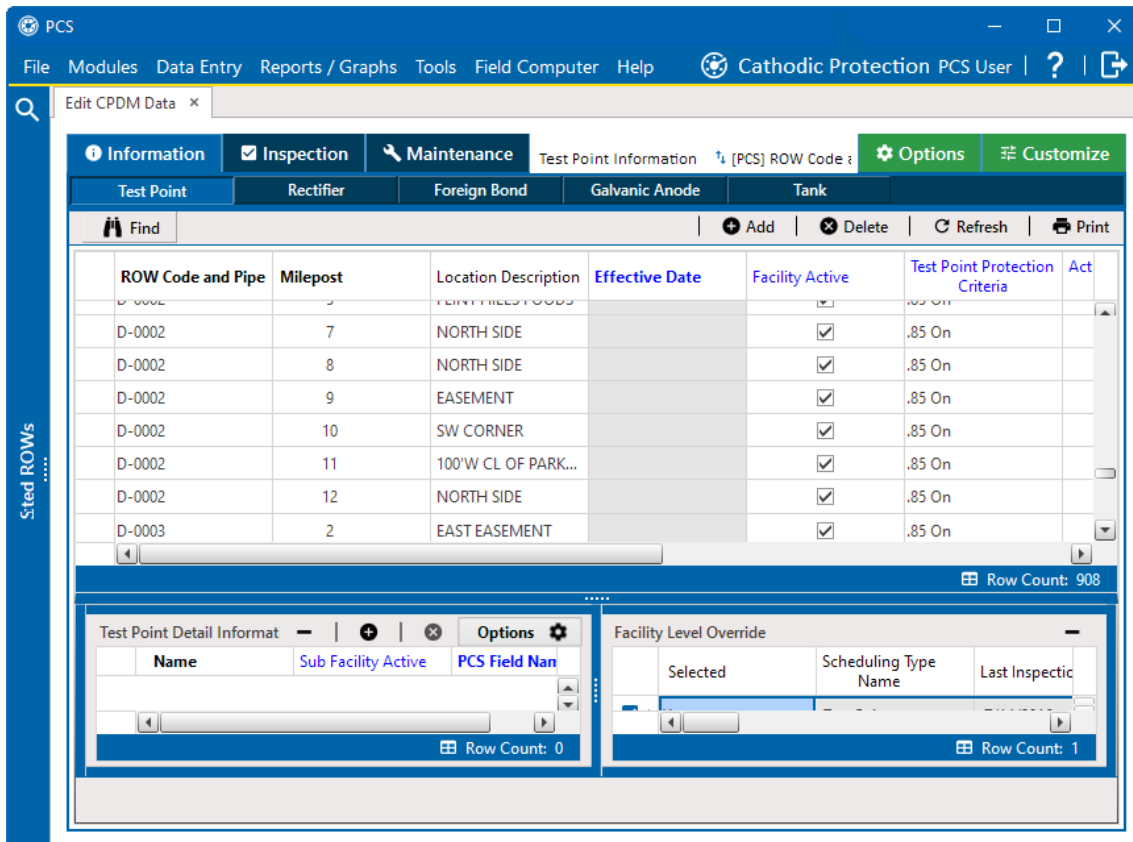 PCS
File Modules Data Entry Reports / Graphs Tools Field Computer Help Cathodic Protection PCS User | ? |
Edit CPDM Data ×
Information Inspection Maintenance Test Point Information [PCS] ROW Code Options Customize
Test Point Rectifier Foreign Bond Galvanic Anode Tank
Find | Add | Delete | Refresh | Print
ROW Code and Pipe Milepost Location Description Effective Date Facility Active Test Point Protection Criteria Act
D-0002 7 NORTH SIDE .85 On
D-0002 8 NORTH SIDE .85 On
D-0002 9 EASEMENT .85 On
D-0002 10 SW CORNER .85 On
D-0002 11 100'W CL OF PARK... .85 On
D-0002 12 NORTH SIDE .85 On
D-0003 2 EAST EASEMENT .85 On
Row Count: 908
ROWs
Test Point Detail Informat Options
Name Sub Facility Active PCS Field Nan
Row Count: 0
Facility Level Override
Selected Scheduling Type Name Last Inspectic
Row Count: 1